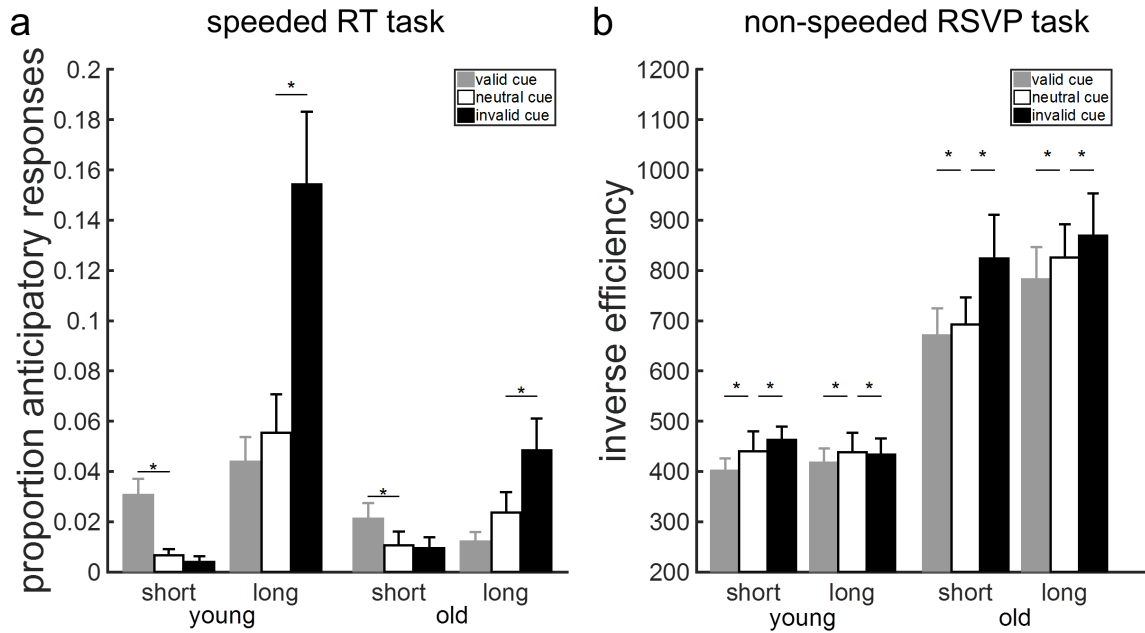 a
speeded RT task
proportion anticipatory responses
0.2
0.18
0.16
0.14
0.12
0.1
0.08
0.06
0.04
0.02
0
valid cue
neutral cue
invalid cue
*
*
*
*
short
long
short
long
young
old
b
non-speeded RSVP task
inverse efficiency
1200
1100
1000
900
800
700
600
500
400
300
200
valid cue
neutral cue
invalid cue
* * * *
* * * *
short
long
short
long
young
old